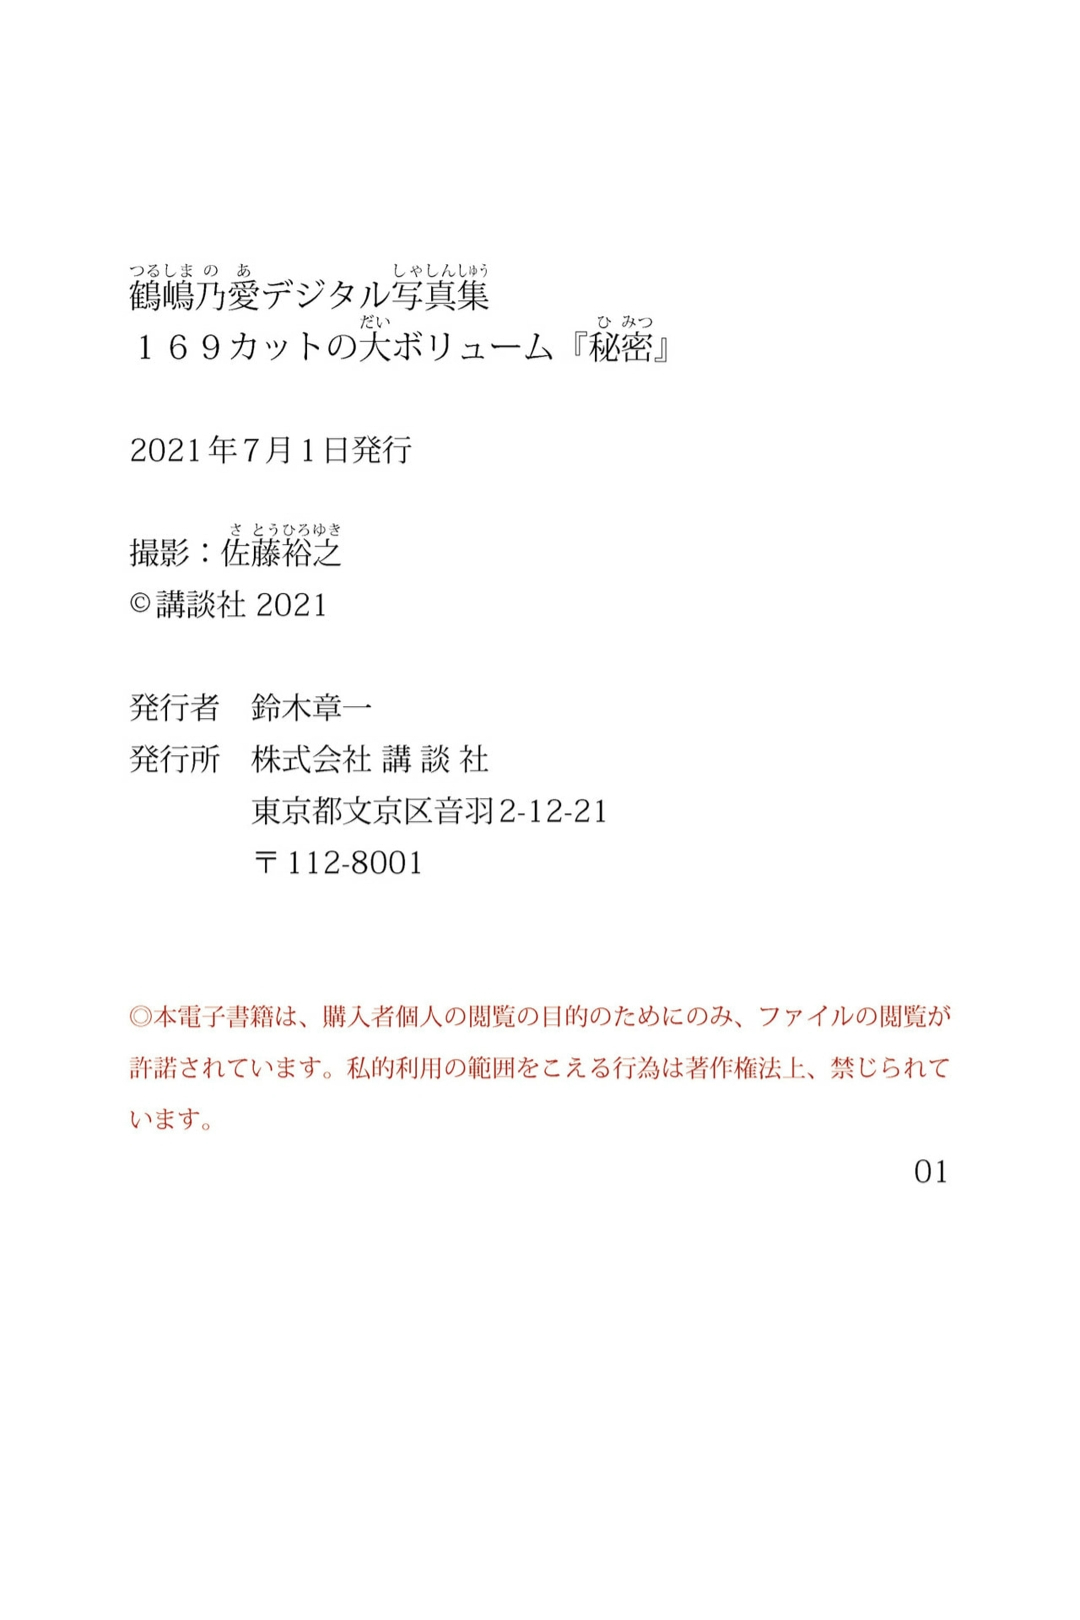 つるしま の あ しゃしんしゅう
鶴嶋乃愛デジタル写真集
だい ひ みつ
１６９カットの大ボリューム『秘密』
2021年7月1日発行
さ とうひろゆき
撮影：佐藤裕之
©講談社 2021
発行者　鈴木章一
発行所　株式会社 講 談 社
東京都文京区音羽2-12-21
〒112-8001
◎本電子書籍は、購入者個人の閲覧の目的のためにのみ、ファイルの閲覧が
許諾されています。私的利用の範囲をこえる行為は著作権法上、禁じられて
います。
01